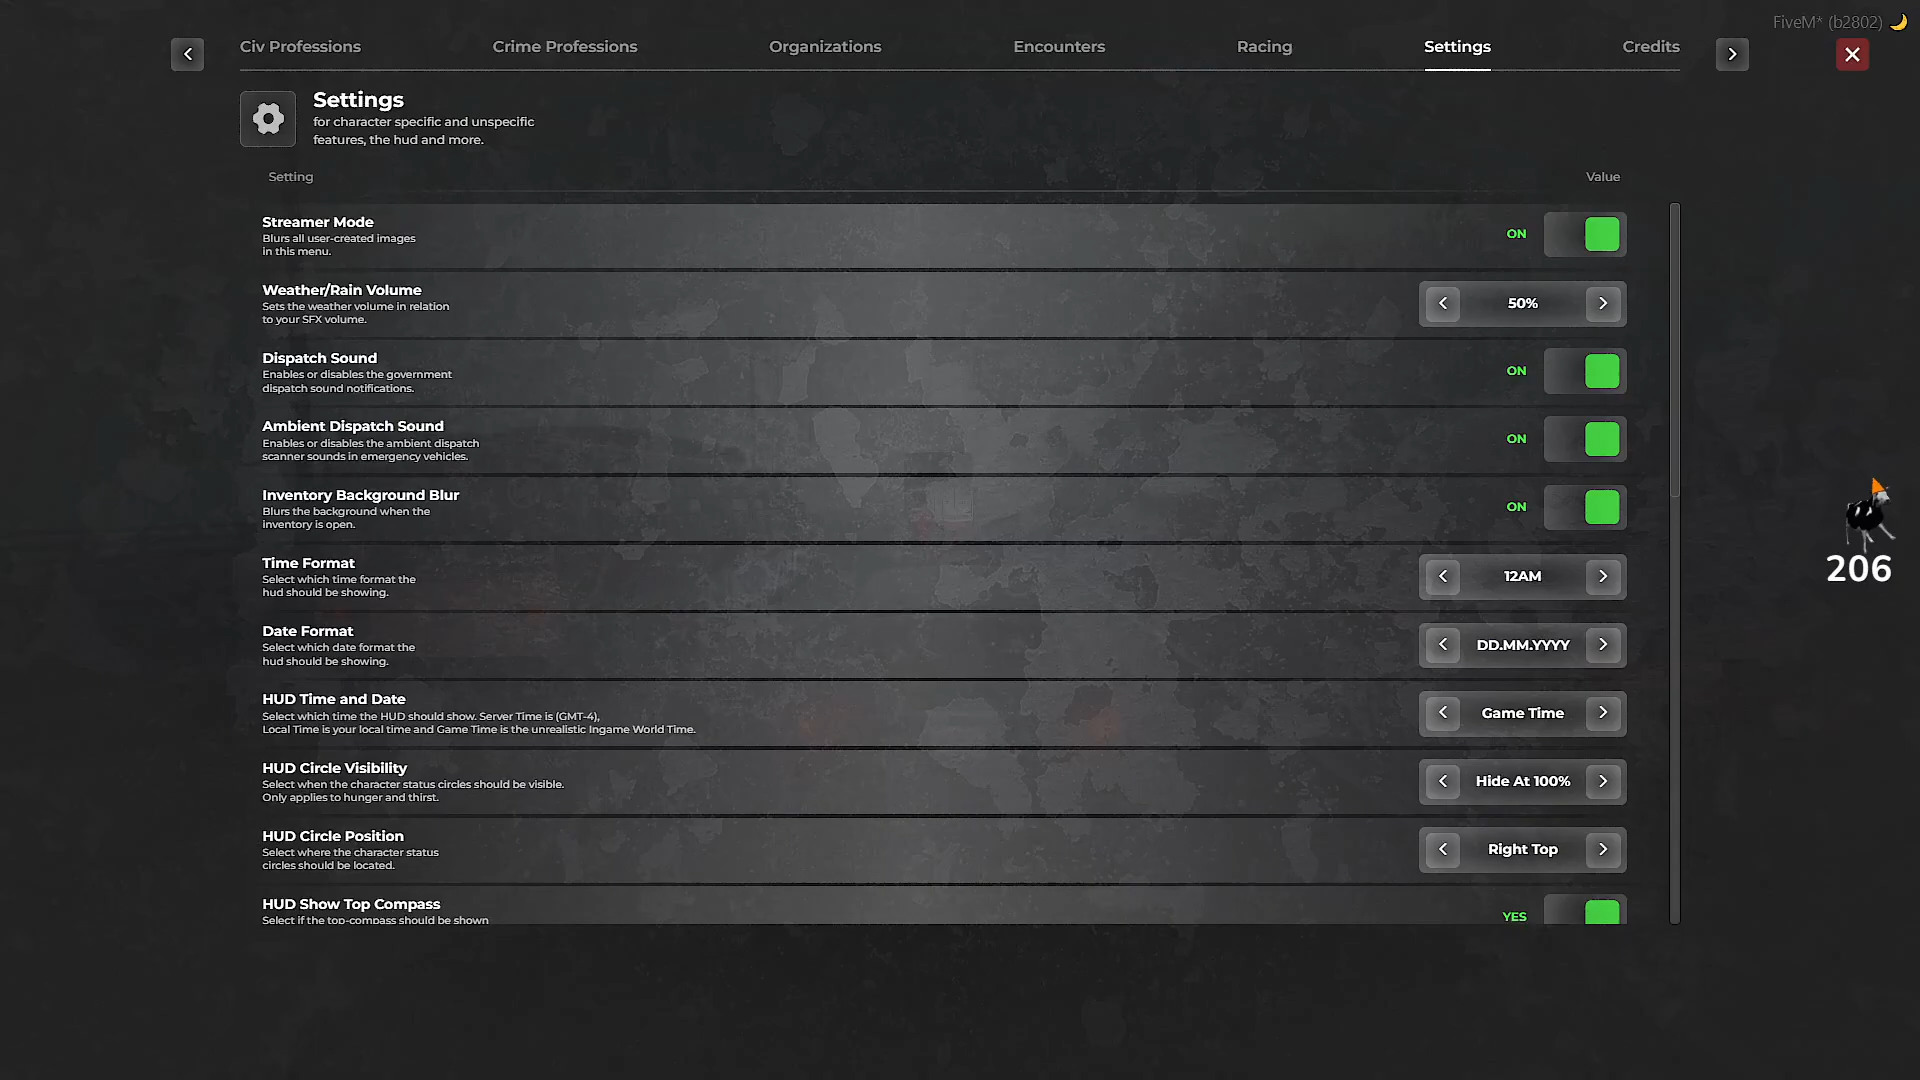 FiveM* (b2802)
Civ Professions
Crime Professions
Organizations
Encounters
Racing
Settings
Credits
Settings
for character specific and unspecific
features, the hud and more.
Setting
Value
Streamer Mode
Blurs all user-created images
in this menu.
ON
Weather/Rain Volume
Sets the weather volume in relation
to your SFX volume.
50%
Dispatch Sound
Enables or disables the government
dispatch sound notifications.
ON
Ambient Dispatch Sound
Enables or disables the ambient dispatch
scanner sounds in emergency vehicles.
ON
Inventory Background Blur
Blurs the background when the
inventory is open.
ON
Time Format
Select which time format the
hud should be showing.
12AM
206
Date Format
Select which date format the
hud should be showing.
DD.MM.YYYY
HUD Time and Date
Select which time the HUD should show. Server Time is (GMT-4),
Local Time is your local time and Game Time is the unrealistic Ingame World Time.
Game Time
HUD Circle Visibility
Select when the character status circles should be visible.
Only applies to hunger and thirst.
Hide At 100%
HUD Circle Position
Select where the character status
circles should be located.
Right Top
HUD Show Top Compass
Select if the top-compass should be shown
YES